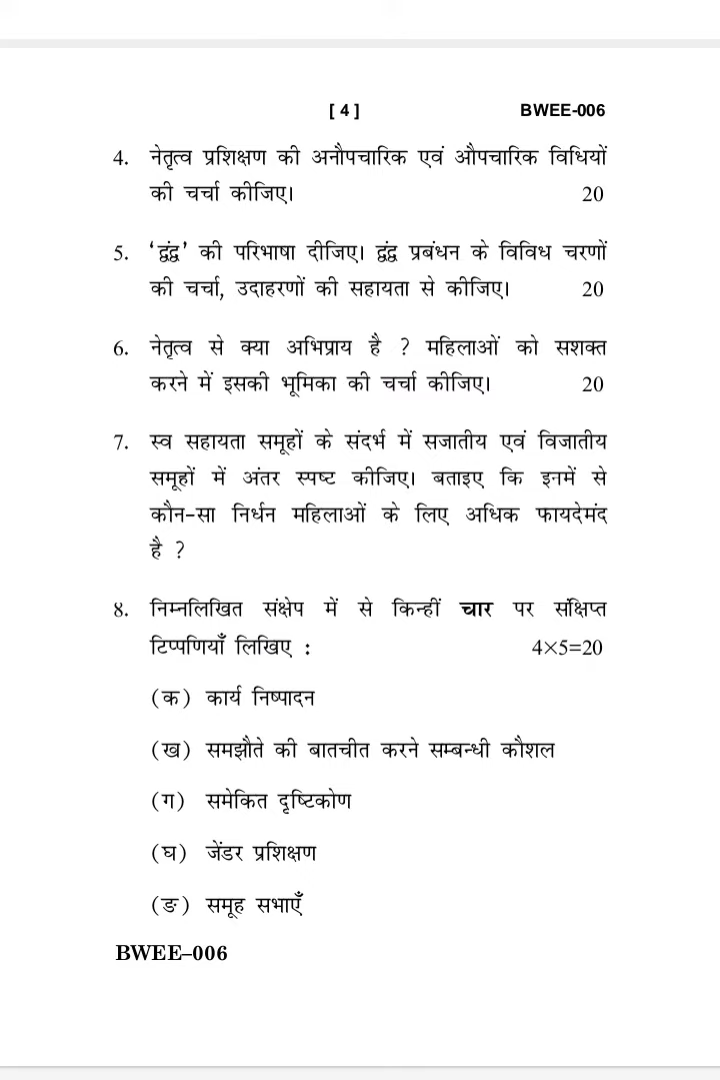 [ 4 ] BWEE-006
4. नेतृत्व प्रशिक्षण की अनौपचारिक एवं औपचारिक विधियों
की चर्चा कीजिए। 20
5. ‘द्वंद्व’ की परिभाषा दीजिए। द्वंद्व प्रबंधन के विविध चरणों
की चर्चा, उदाहरणों की सहायता से कीजिए। 20
6. नेतृत्व से क्या अभिप्राय है ? महिलाओं को सशक्त
करने में इसकी भूमिका की चर्चा कीजिए। 20
7. स्व सहायता समूहों के संदर्भ में सजातीय एवं विजातीय
समूहों में अंतर स्पष्ट कीजिए। बताइए कि इनमें से
कौन-सा निर्धन महिलाओं के लिए अधिक फायदेमंद
है ?
8. निम्नलिखित संक्षेप में से किन्हीं चार पर संक्षिप्त
टिप्पणियाँ लिखिए : 4×5=20
(क) कार्य निष्पादन
(ख) समझौते की बातचीत करने सम्बन्धी कौशल
(ग) समेकित दृष्टिकोण
(घ) जेंडर प्रशिक्षण
(ङ) समूह सभाएँ
BWEE–006